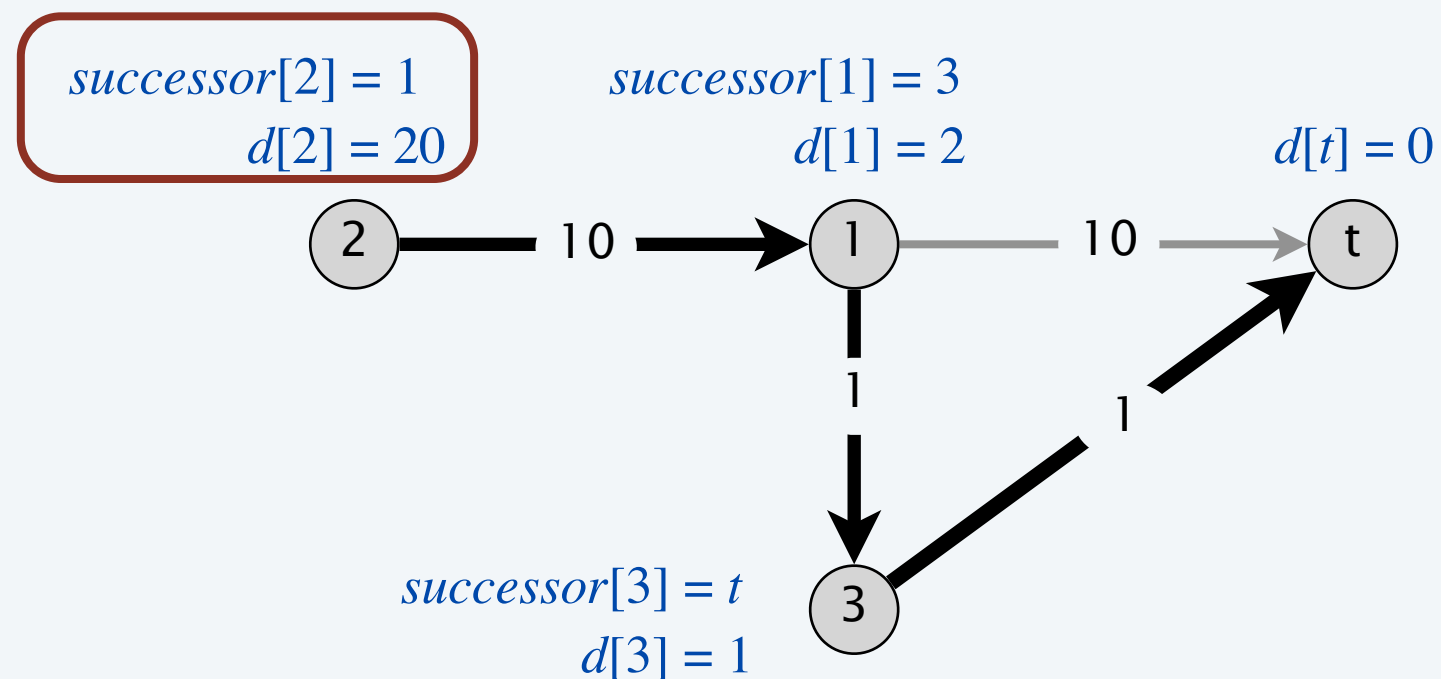 successor[2] = 1
d[2] = 20
successor[1] = 3
d[1] = 2
d[t] = 0
2
10
1
10
t
1
1
3
successor[3] = t
d[3] = 1